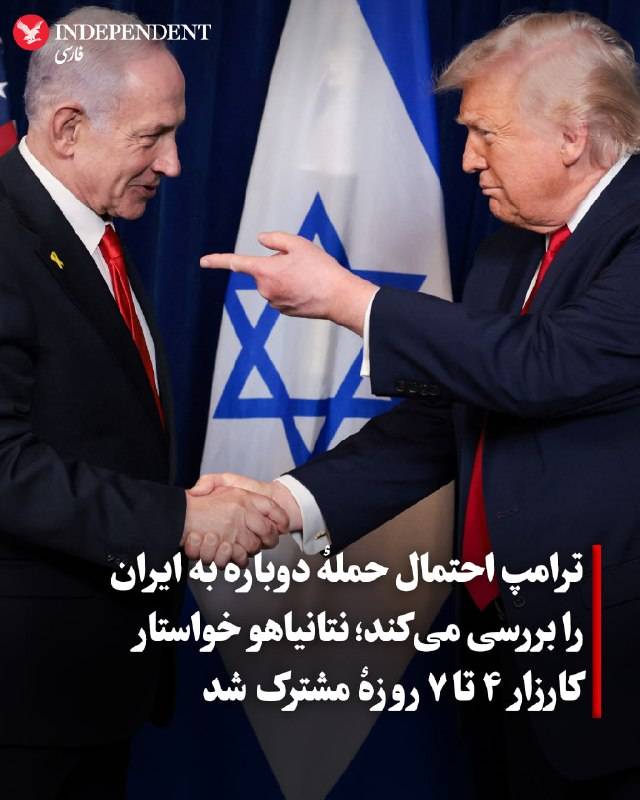 INDEPENDENT
فارسی
ترامپ احتمال حملهٔ دوباره به ایران
را بررسی می‌کند؛ نتانیاهو خواستار
کارزار ۴ تا ۷ روزهٔ مشترک شد